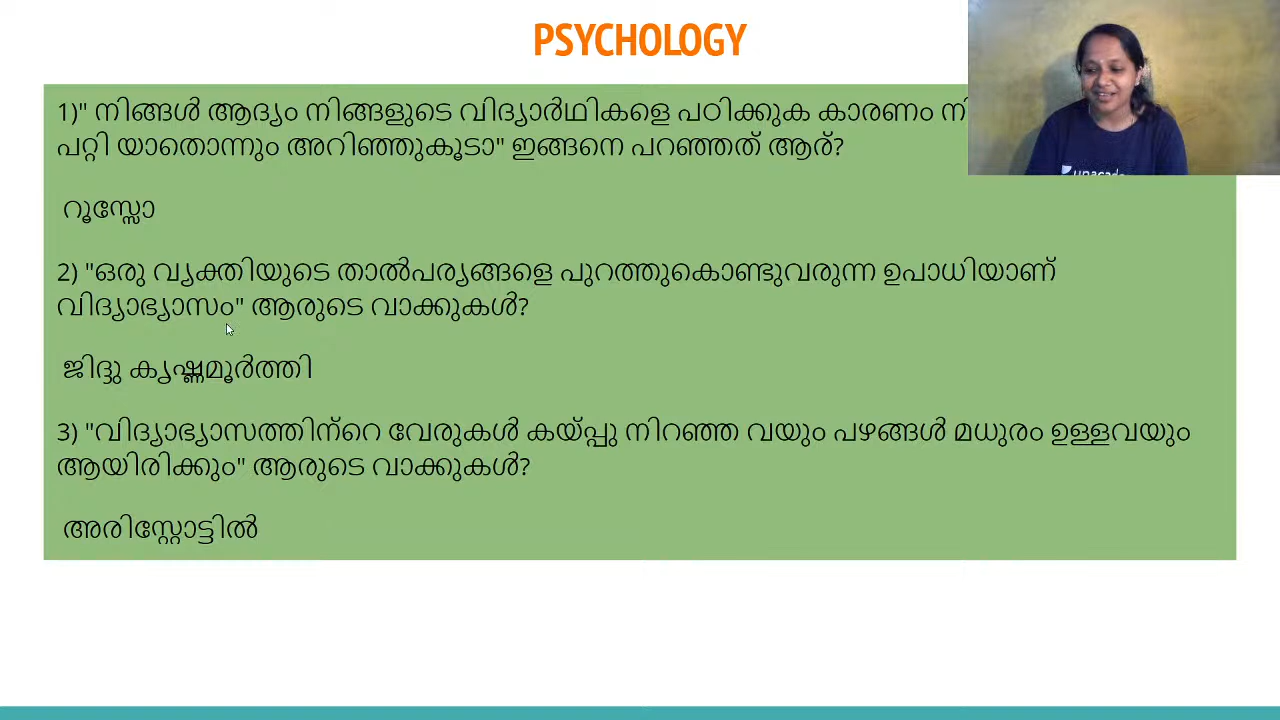 PSYCHOLOGY
1)" നിങ്ങൾ ആദ്യം നിങ്ങളുടെ വിദ്യാർഥികളെ പഠിക്കുക കാരണം
പറ്റി യാതൊന്നും അറിഞ്ഞുകൂടാ" ഇങ്ങനെ പറഞ്ഞത് ആര്?
റൂസ്സോ
2) "ഒരു വ്യക്തിയുടെ താൽപര്യങ്ങളെ പുറത്തുകൊണ്ടുവരുന്ന ഉപാധിയാണ്
വിദ്യാഭ്യാസം" ആരുടെ വാക്കുകൾ?
ജിദ്ദു കൃഷ്ണമൂർത്തി
3) "വിദ്യാഭ്യാസത്തിന്റെ വേരുകൾ കയ്പ്പു നിറഞ്ഞ വയും പഴങ്ങൾ മധുരം ഉള്ളവയും
ആയിരിക്കും" ആരുടെ വാക്കുകൾ?
അരിസ്റ്റോട്ടിൽ